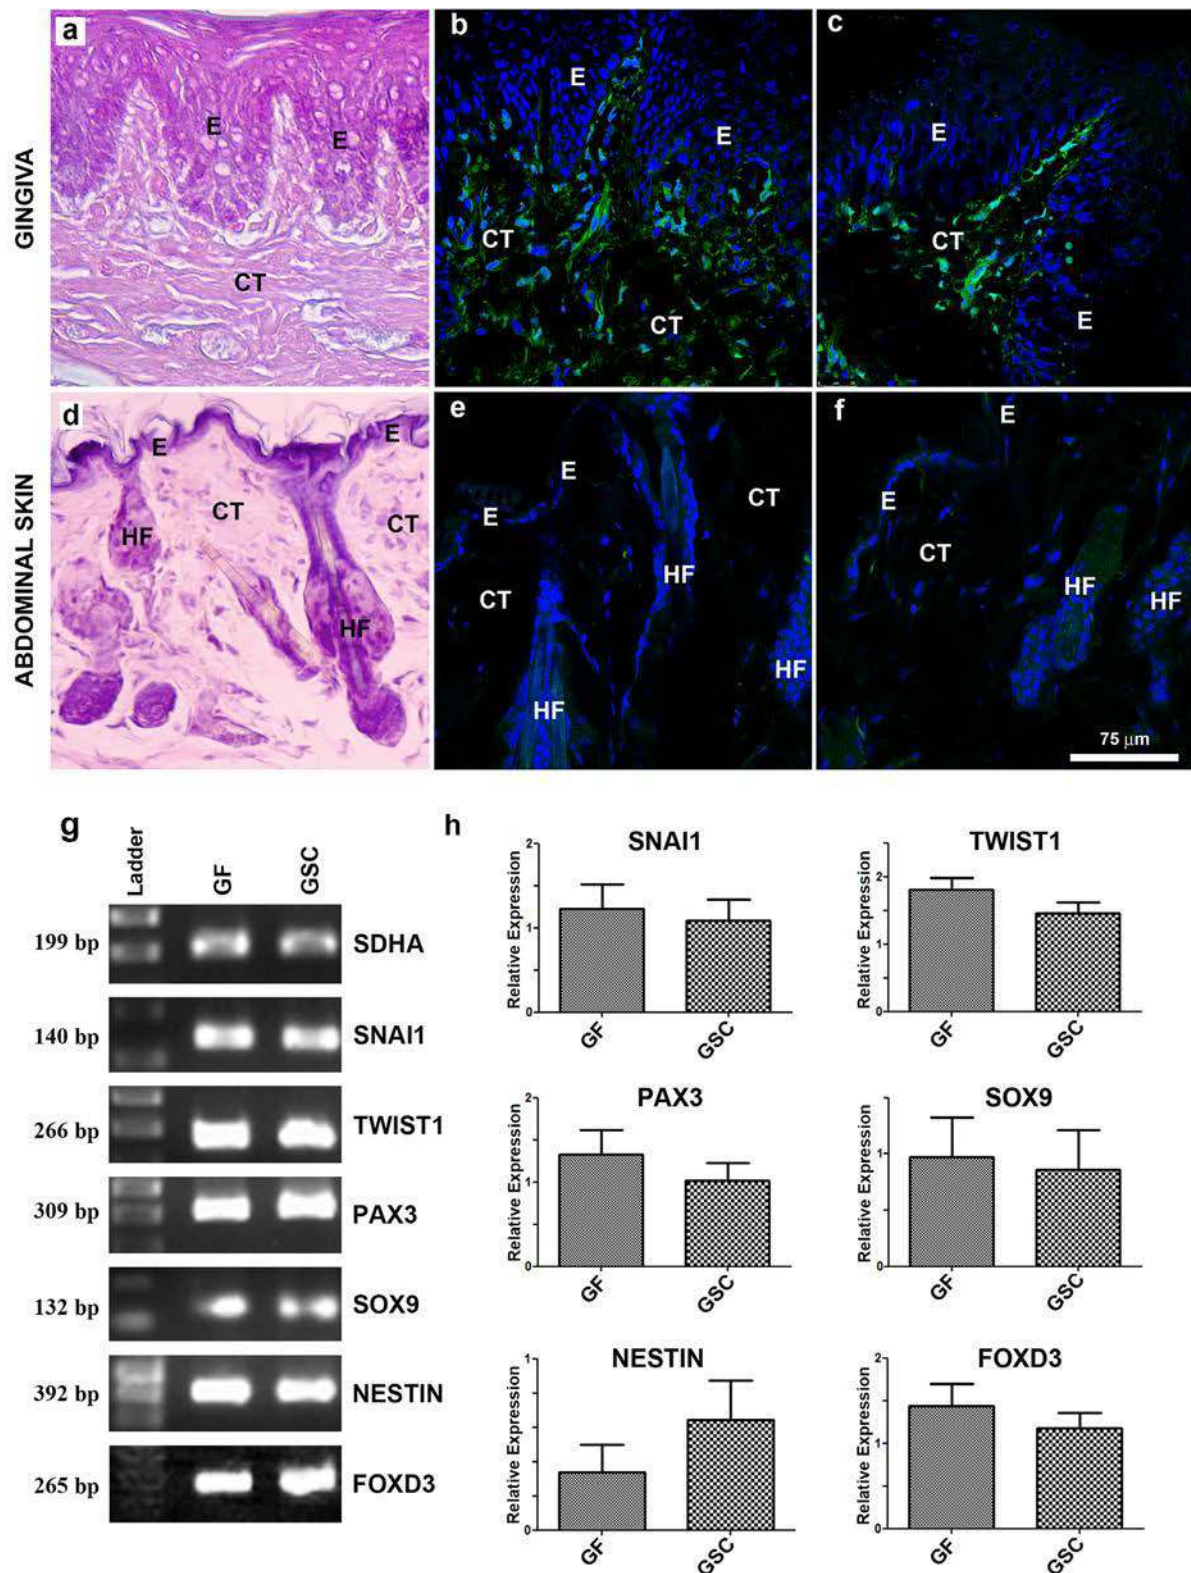 a
b
c
E
E
E
E
E
CT
CT
CT
CT
E
GINGIVA
d
e
f
E
E
E
E
E
E
CT
CT
CT
CT
CT
HF
HF
HF
HF
HF
HF
HF
ABDOMINAL SKIN
75 μm
g
Ladder
GF
GSC
199 bp
SDHA
140 bp
SNAI1
266 bp
TWIST1
309 bp
PAX3
132 bp
SOX9
392 bp
NESTIN
265 bp
FOXD3
h
SNAI1
Relative Expression
2
1
0
GF
GSC
TWIST1
Relative Expression
2
1
0
GF
GSC
PAX3
Relative Expression
2
1
0
GF
GSC
SOX9
Relative Expression
1
0
GF
GSC
NESTIN
Relative Expression
1
0
GF
GSC
FOXD3
Relative Expression
2
1
0
GF
GSC